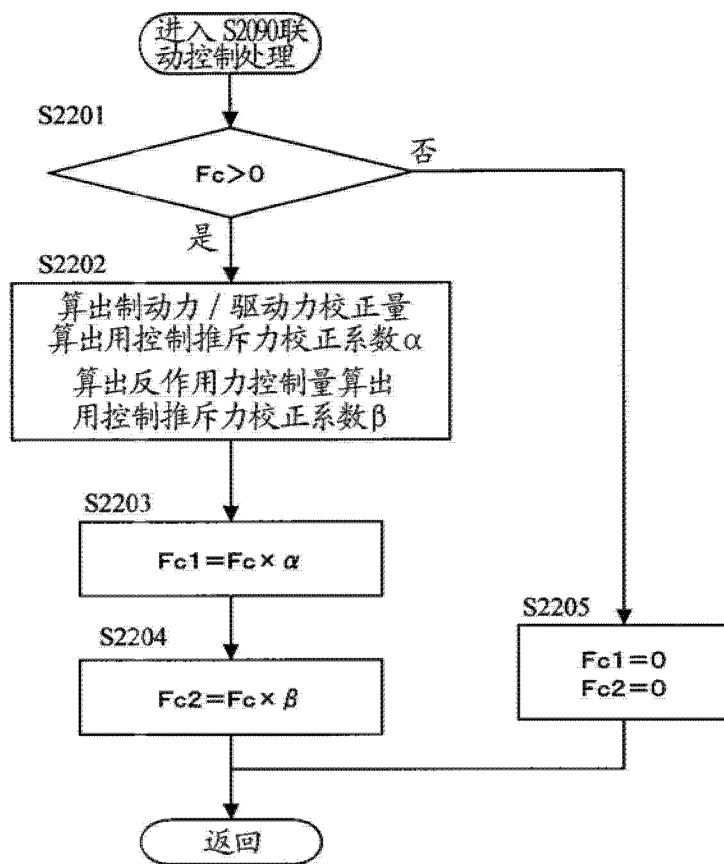 进入 S2090联
动控制处理
S2201
Fc>0
否
是
S2202
算出制动力/驱动力校正量
算出用控制推斥力校正系数α
算出反作用力控制量算出
用控制推斥力校正系数β
S2203
Fc1=Fc×α
S2204
Fc2=Fc×β
S2205
Fc1=0
Fc2=0
返回